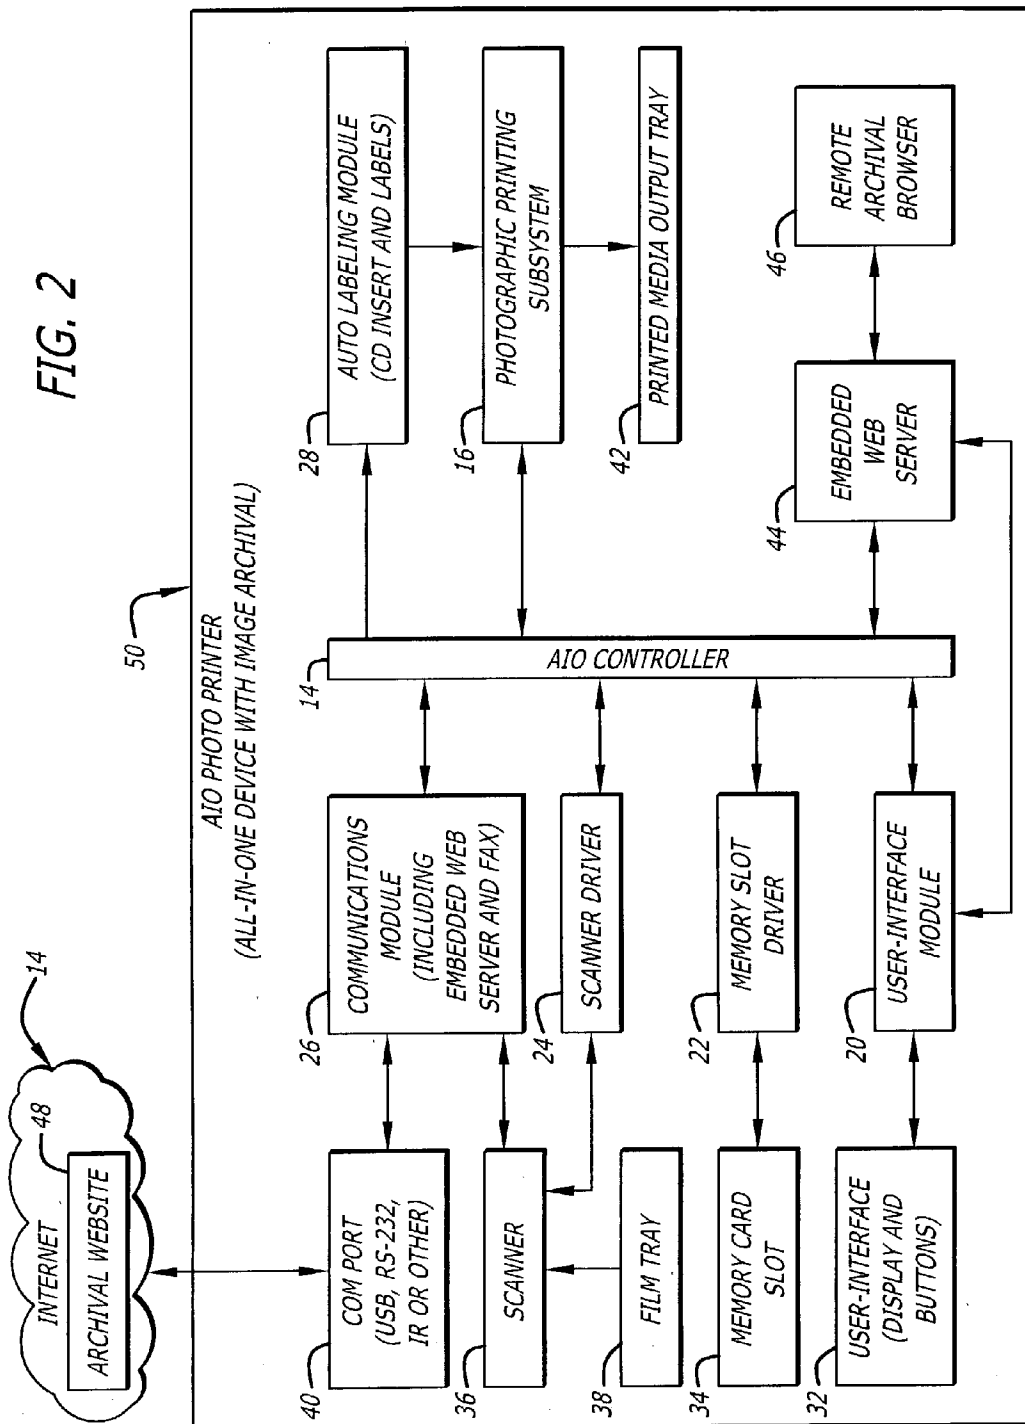 FIG. 2
INTERNET
ARCHIVAL WEBSITE
48
14
50
AIO PHOTO PRINTER
(ALL-IN-ONE DEVICE WITH IMAGE ARCHIVAL)
COM PORT
(USB, RS-232,
IR OR OTHER)
40
COMMUNICATIONS
MODULE
(INCLUDING
EMBEDDED WEB
SERVER AND FAX)
26
14
AIO CONTROLLER
AUTO LABELING MODULE
(CD INSERT AND LABELS)
28
SCANNER
36
SCANNER DRIVER
24
PHOTOGRAPHIC PRINTING
SUBSYSTEM
16
FILM TRAY
38
PRINTED MEDIA OUTPUT TRAY
42
MEMORY CARD
SLOT
34
MEMORY SLOT
DRIVER
22
USER-INTERFACE
(DISPLAY AND
BUTTONS)
32
USER-INTERFACE
MODULE
20
EMBEDDED
WEB
SERVER
44
REMOTE
ARCHIVAL
BROWSER
46